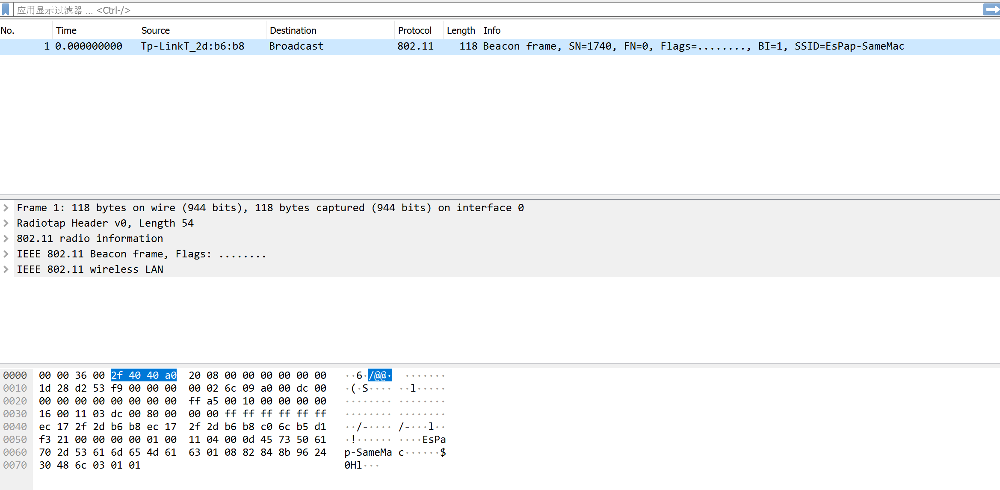 应用显示过滤器 … <Ctrl-/>
No. Time Source Destination Protocol Length Info
1 0.000000000 Tp-LinkT_2d:b6:b8 Broadcast 802.11 118 Beacon frame, SN=1740, FN=0, Flags=........, BI=1, SSID=EsPap-SameMac
Frame 1: 118 bytes on wire (944 bits), 118 bytes captured (944 bits) on interface 0
Radiotap Header v0, Length 54
802.11 radio information
IEEE 802.11 Beacon frame, Flags: ........
IEEE 802.11 wireless LAN
0000 00 00 36 00 2f 40 40 a0 20 08 00 00 00 00 00 00 ··6·/@@· ·······
0010 1d 28 d2 53 f9 00 00 00 00 02 6c 09 a0 00 dc 00 ·(·S···· ··l·····
0020 00 00 00 00 00 00 00 00 ff a5 00 10 00 00 00 00 ········ ········
0030 16 00 11 03 dc 00 80 00 00 00 ff ff ff ff ff ff ········ ········
0040 ec 17 2f 2d b6 b8 ec 17 2f 2d b6 b8 c0 6c b5 d1 ··/-···· /-···l··
0050 f3 21 00 00 00 00 01 00 11 04 00 0d 45 73 50 61 ·!······ ····EsPa
0060 70 2d 53 61 6d 65 4d 61 63 01 08 82 84 8b 96 24 p-SameMa c······$
0070 30 48 6c 03 01 01 0Hl···